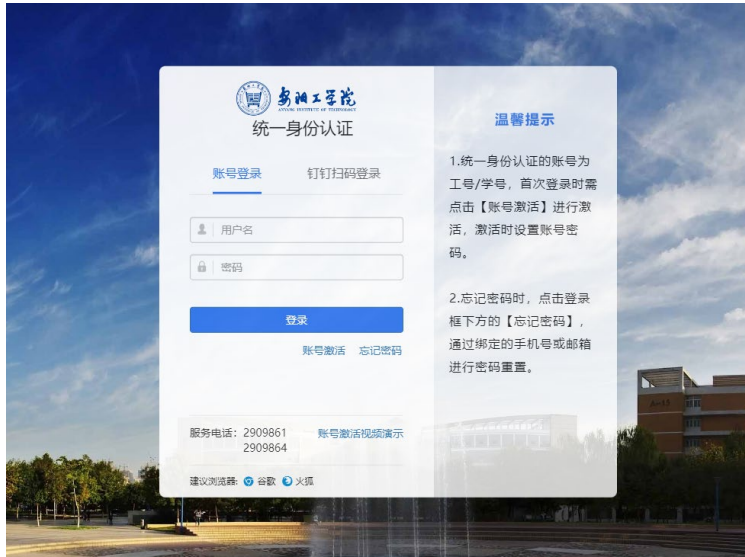 安阳工学院
ANYANG INSTITUTE OF TECHNOLOGY
统一身份认证
账号登录
钉钉扫码登录
用户名
密码
登录
账号激活 忘记密码
服务电话：2909861 账号激活视频演示
2909864
建议浏览器: 谷歌 火狐
温馨提示
1.统一身份认证的账号为
工号/学号，首次登录时需
点击【账号激活】进行激
活，激活时设置账号密
码。
2.忘记密码时，点击登录
框下方的【忘记密码】，
通过绑定的手机号或邮箱
进行密码重置。